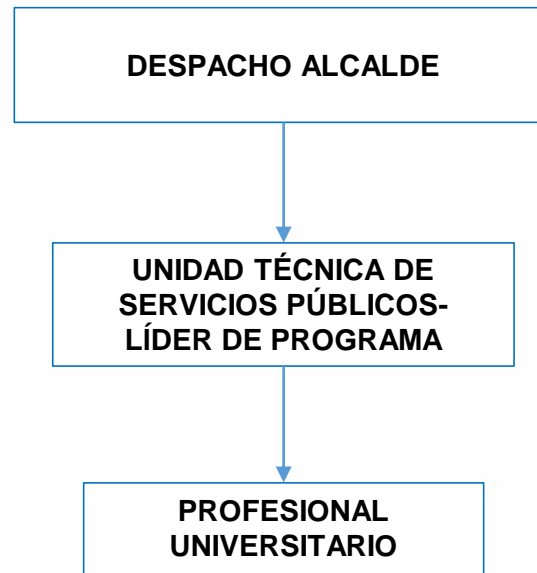 DESPACHO ALCALDE
UNIDAD TÉCNICA DE
SERVICIOS PÚBLICOS-
LÍDER DE PROGRAMA
PROFESIONAL
UNIVERSITARIO